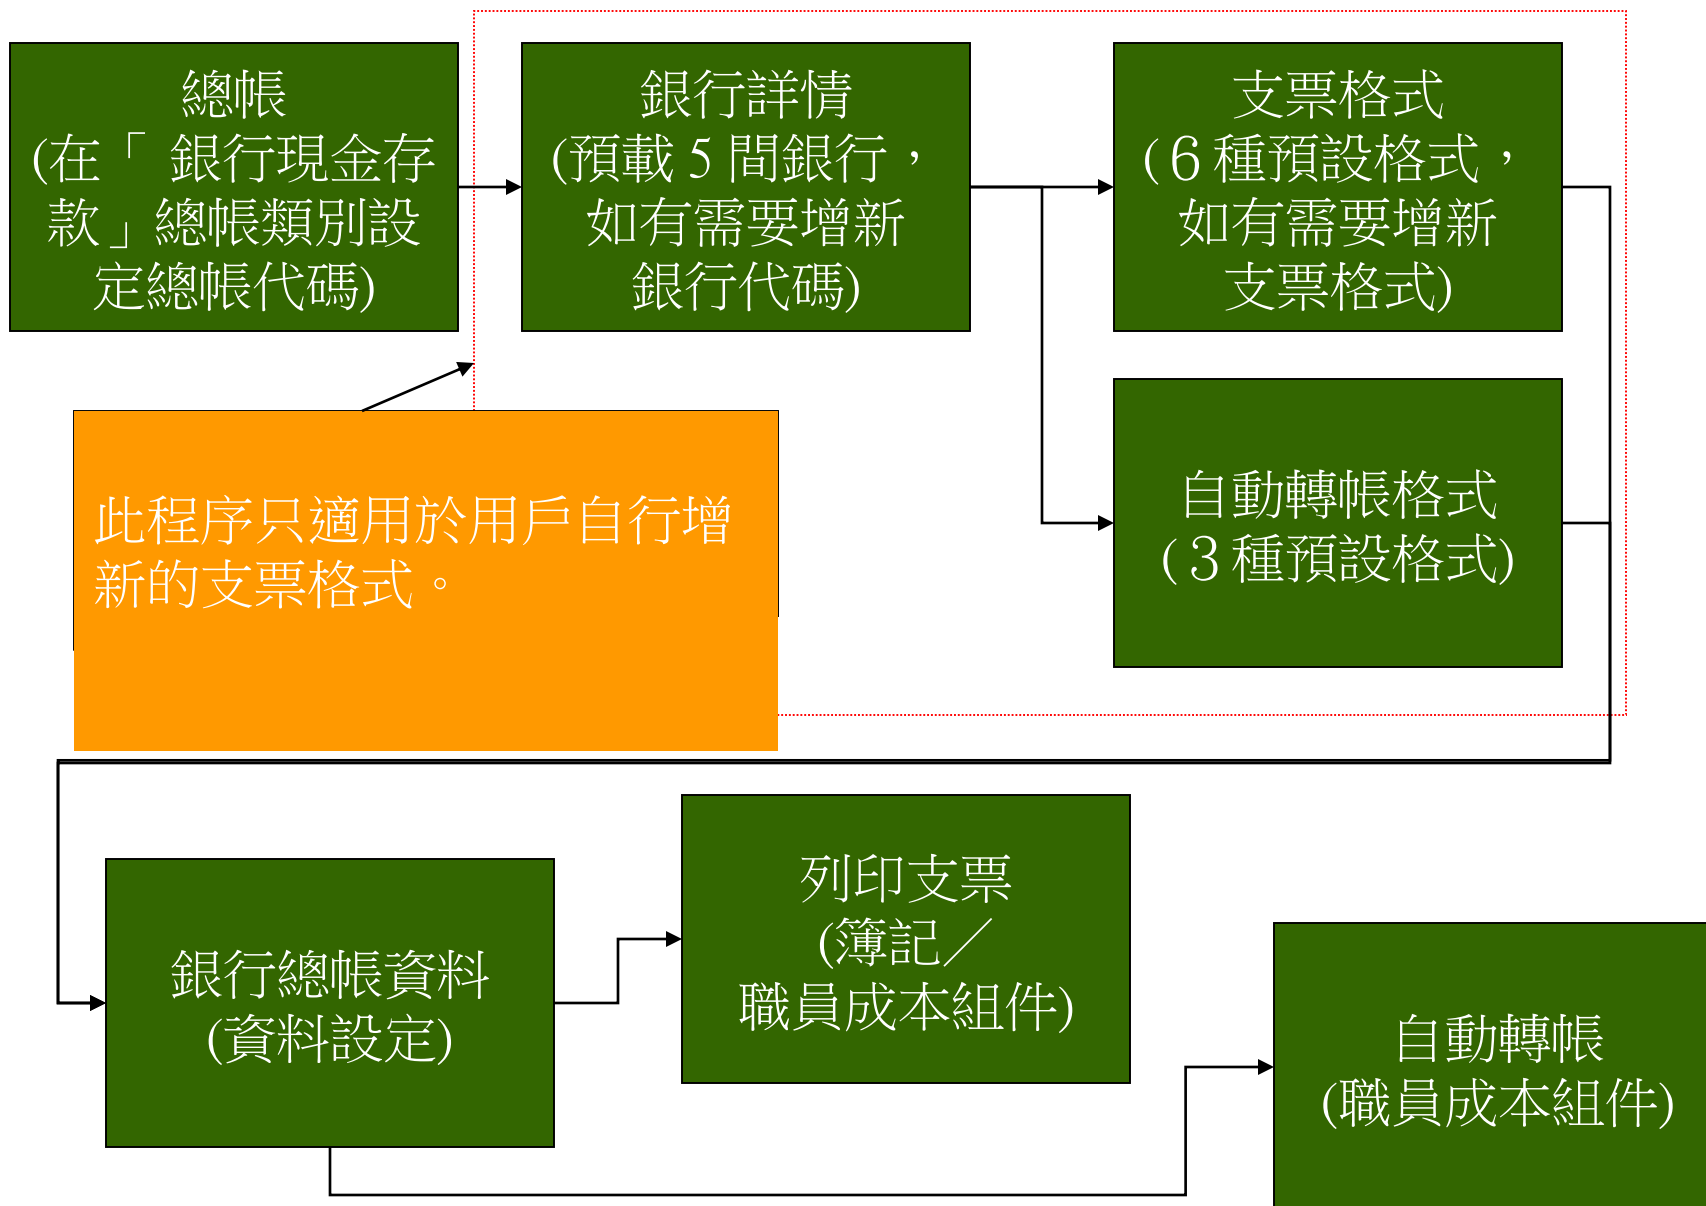 總帳
(在「 銀行現金存
款」總帳類別設
定總帳代碼)
銀行詳情
(預載 5 間銀行，
如有需要增新
銀行代碼)
支票格式
(６種預設格式，
如有需要增新
支票格式)
自動轉帳格式
(３種預設格式)
此程序只適用於用戶自行增
新的支票格式。
銀行總帳資料
(資料設定)
列印支票
(簿記／
職員成本組件)
自動轉帳
(職員成本組件)